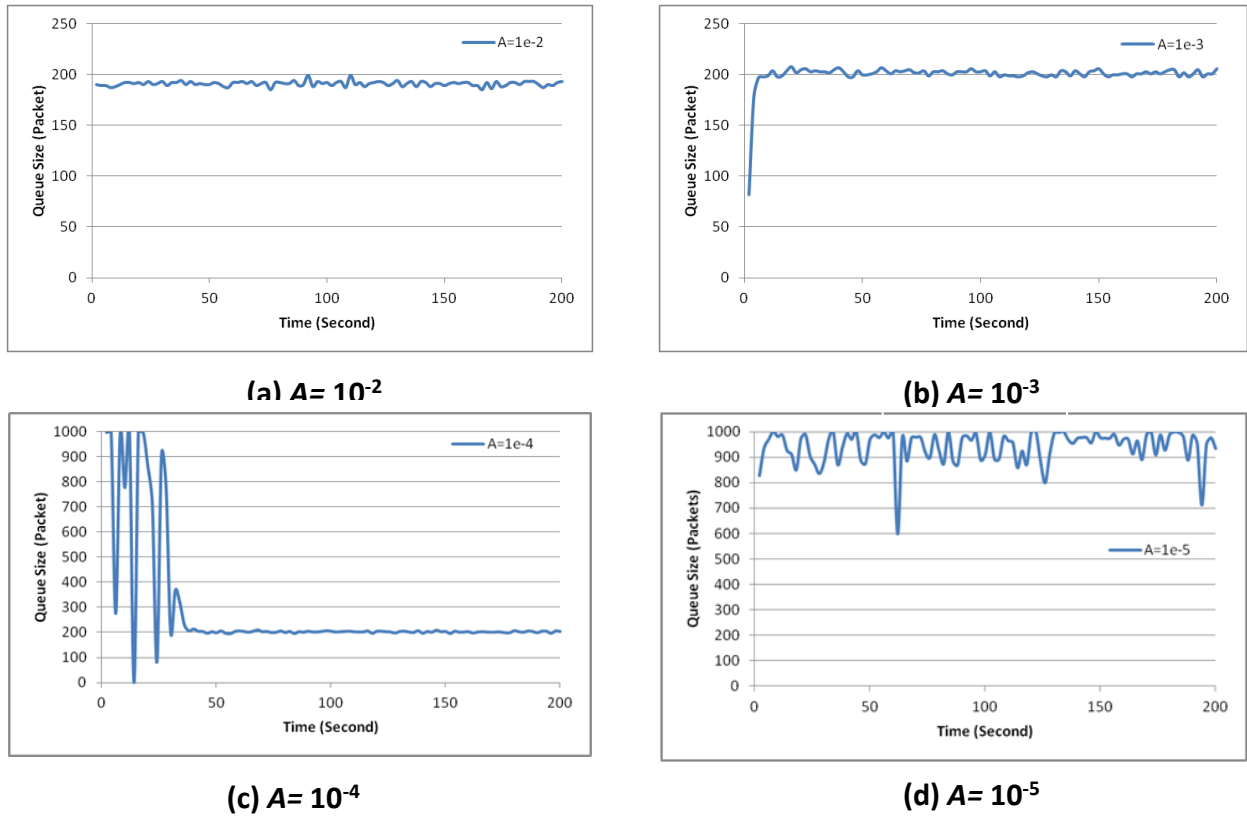 250
200
150
100
50
0
Queue Size (Packet)
A=1e-2
0 50 100 150 200
Time (Second)
(a) A= 10-2
250
200
150
100
50
0
Queue Size (Packet)
A=1e-3
0 50 100 150 200
Time (Second)
(b) A= 10-3
1000
900
800
700
600
500
400
300
200
100
0
Queue Size (Packet)
A=1e-4
0 50 100 150 200
Time (Second)
(c) A= 10-4
1000
900
800
700
600
500
400
300
200
100
0
Queue Size (Packets)
A=1e-5
0 50 100 150 200
Time (Second)
(d) A= 10-5